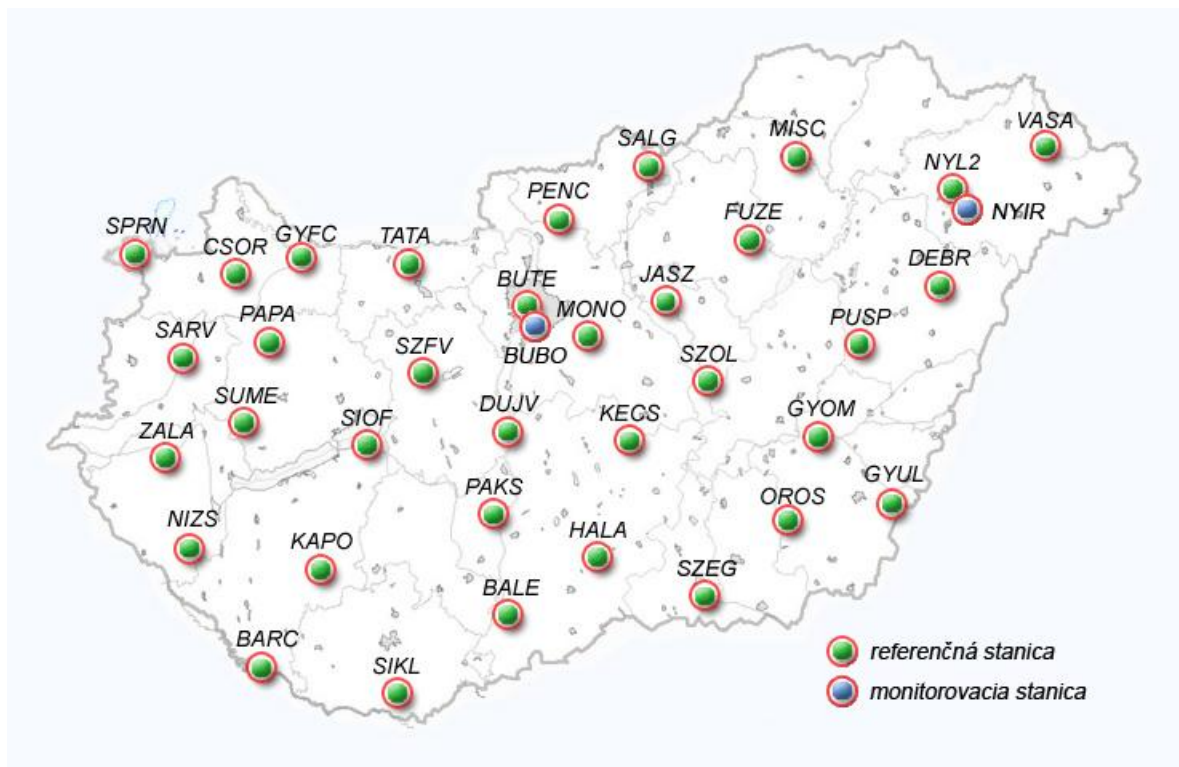 VASA
MISC
SALG
NYL2
PENC
NYIR
FUZE
SPRN
GYFC
TATA
CSOR
DEBR
JASZ
BUTE
MONO
PAPA
PUSP
SARV
BUBO
SZFV
SZOL
SUME
DUJV
KECS
GYOM
SIOF
ZALA
GYUL
PAKS
OROS
NIZS
HALA
KAPO
SZEG
BALE
BARC
SIKL
referenčná stanica
monitorovacia stanica